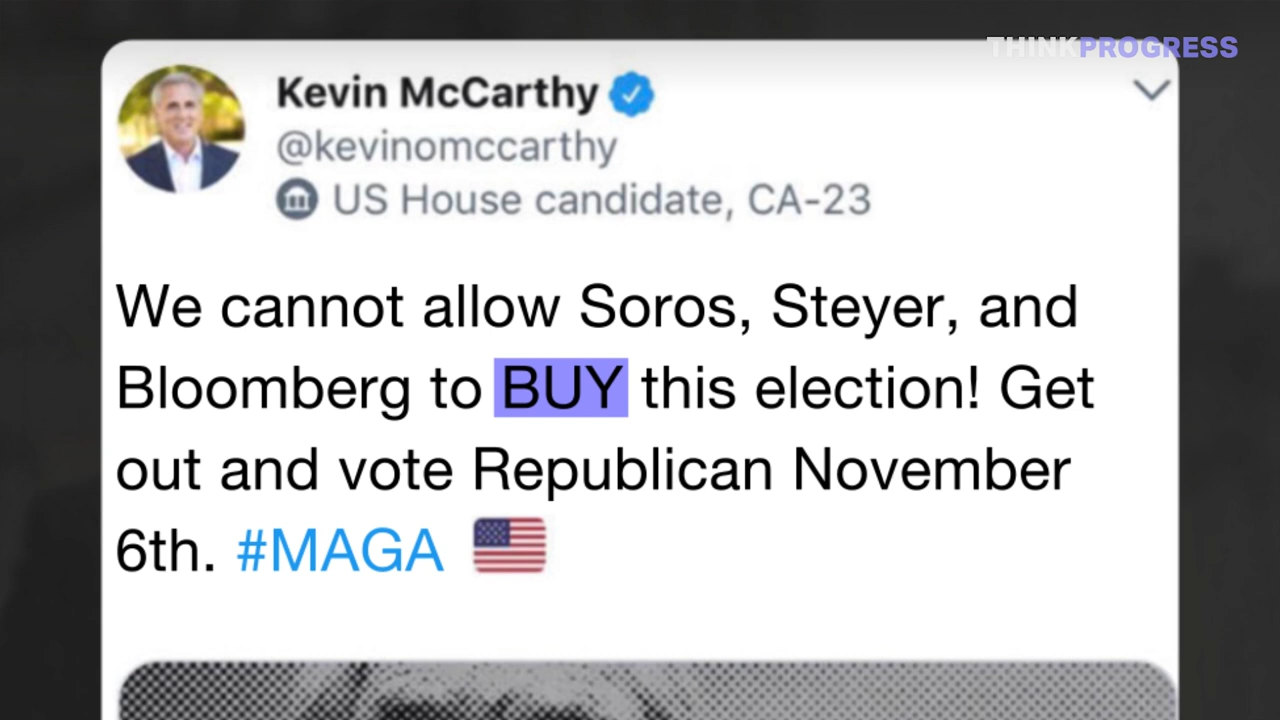 THINKPROGRESS
Kevin McCarthy
@kevinomccarthy
US House candidate, CA-23
We cannot allow Soros, Steyer, and
Bloomberg to BUY this election! Get
out and vote Republican November
6th. #MAGA 🇺🇸